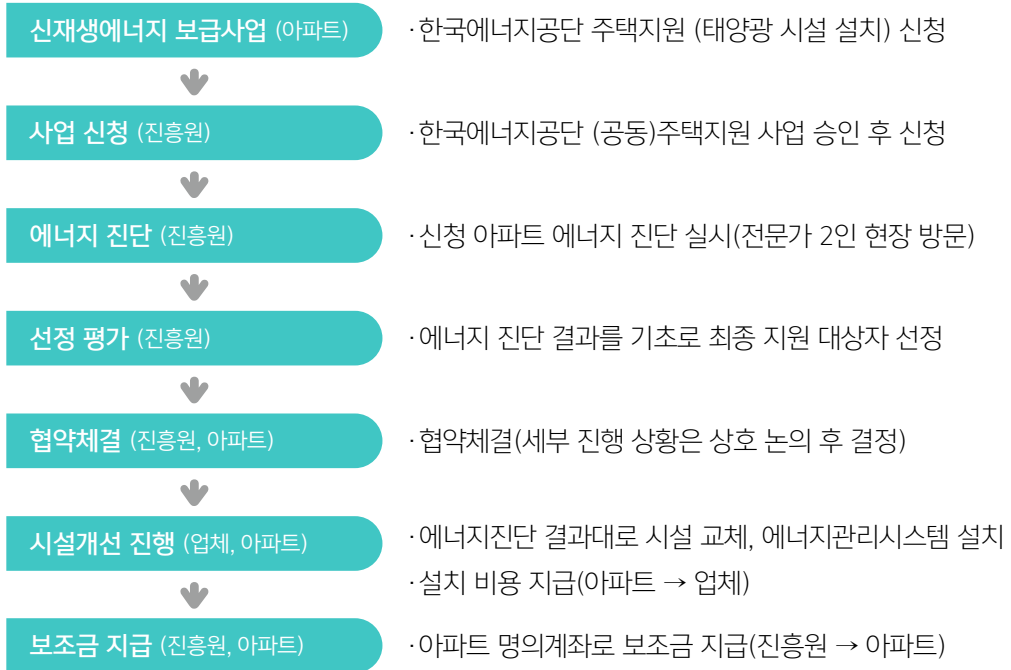 신재생에너지 보급사업 (아파트) ·한국에너지공단 주택지원 (태양광 시설 설치) 신청
사업 신청 (진흥원) ·한국에너지공단 (공동)주택지원 사업 승인 후 신청
에너지 진단 (진흥원) ·신청 아파트 에너지 진단 실시(전문가 2인 현장 방문)
선정 평가 (진흥원) ·에너지 진단 결과를 기초로 최종 지원 대상자 선정
협약체결 (진흥원, 아파트) ·협약체결(세부 진행 상황은 상호 논의 후 결정)
시설개선 진행 (업체, 아파트) ·에너지진단 결과대로 시설 교체, 에너지관리시스템 설치
·설치 비용 지급(아파트 → 업체)
보조금 지급 (진흥원, 아파트) ·아파트 명의계좌로 보조금 지급(진흥원 → 아파트)